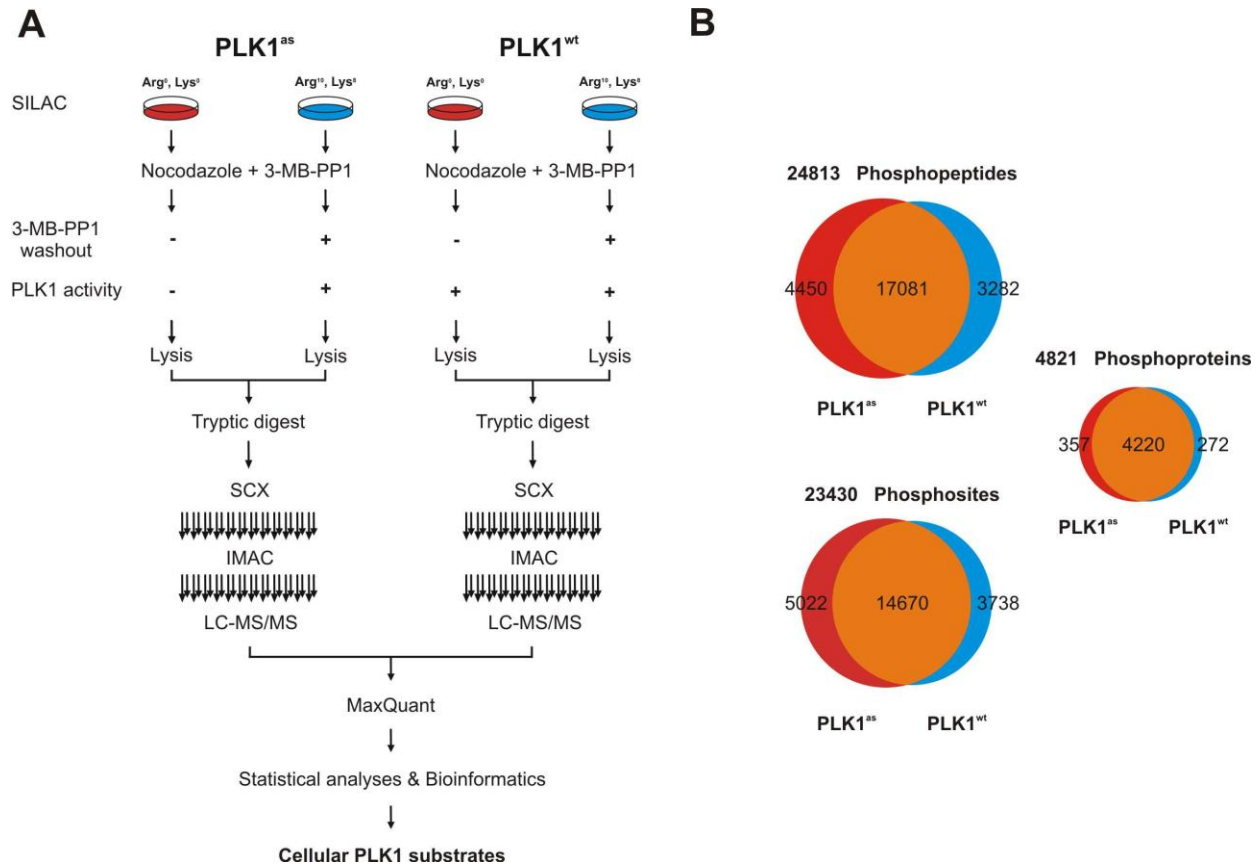 A
PLK1as
PLK1wt
SILAC
Arg0, Lys0
Arg10, Lys8
Arg0, Lys0
Arg10, Lys8
Nocodazole + 3-MB-PP1
Nocodazole + 3-MB-PP1
3-MB-PP1
washout
- + - +
PLK1 activity
- + + +
Lysis
Lysis
Lysis
Lysis
Tryptic digest
Tryptic digest
SCX
SCX
IMAC
IMAC
LC-MS/MS
LC-MS/MS
MaxQuant
Statistical analyses & Bioinformatics
Cellular PLK1 substrates
B
24813 Phosphopeptides
4450 17081 3282
PLK1as PLK1wt
4821 Phosphoproteins
357 4220 272
PLK1as PLK1wt
23430 Phosphosites
5022 14670 3738
PLK1as PLK1wt